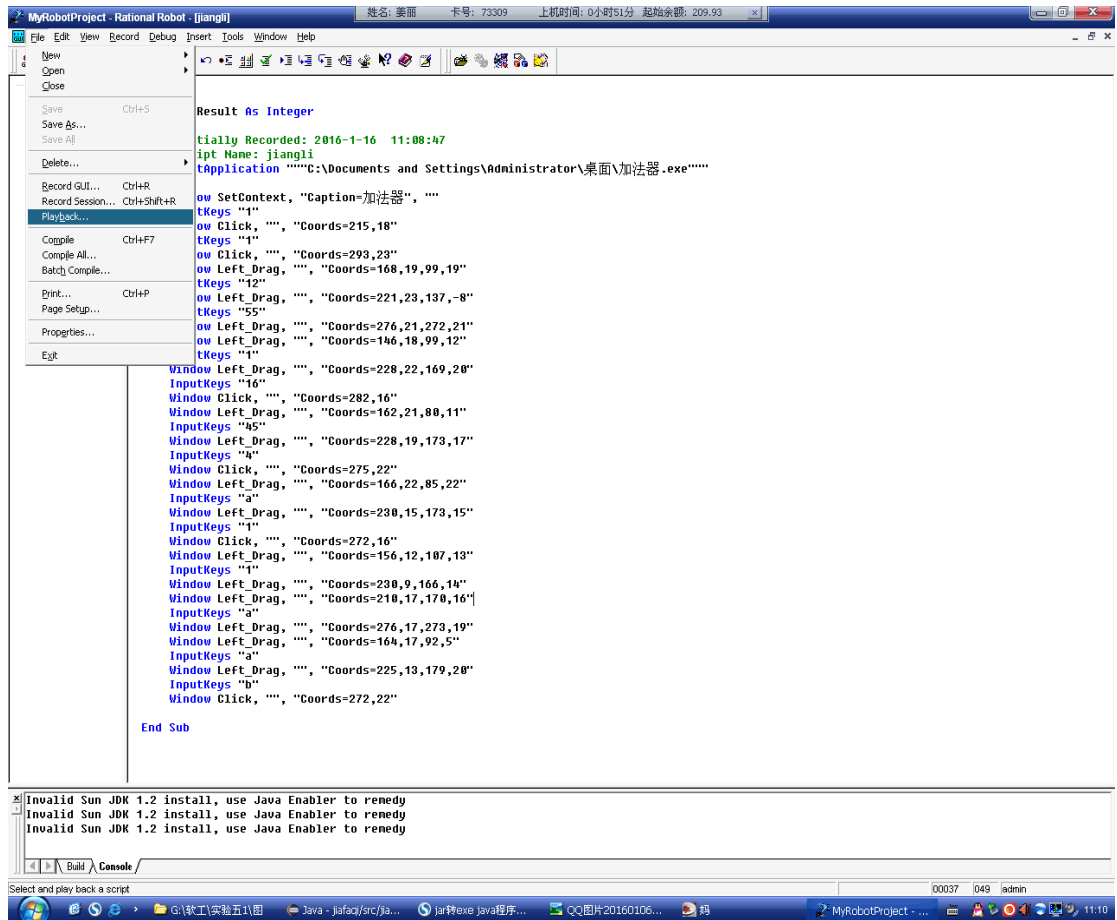 MyRobotProject - Rational Robot - [jiangli]
姓名: 姜丽 卡号: 73309 上机时间: 0小时51分 起始余额: 209.93
File Edit View Record Debug Insert Tools Window Help
New
Open
Close
Save Ctrl+S
Save As...
Save All
Delete...
Record GUI... Ctrl+R
Record Session... Ctrl+Shift+R
Playback...
Compile Ctrl+F7
Compile All...
Batch Compile...
Print... Ctrl+P
Page Setup...
Properties...
Exit
Result As Integer
tially Recorded: 2016-1-16 11:08:47
ipt Name: jiangli
tApplication """C:\Documents and Settings\Administrator\桌面\加法器.exe"""
ow SetContext, "Caption=加法器", ""
tKeys "1"
ow Click, "", "Coords=215,18"
tKeys "1"
ow Click, "", "Coords=293,23"
ow Left_Drag, "", "Coords=168,19,99,19"
tKeys "12"
ow Left_Drag, "", "Coords=221,23,137,-8"
tKeys "55"
ow Left_Drag, "", "Coords=276,21,272,21"
ow Left_Drag, "", "Coords=146,18,99,12"
tKeys "1"
Window Left_Drag, "", "Coords=228,22,169,20"
InputKeys "16"
Window Click, "", "Coords=282,16"
Window Left_Drag, "", "Coords=162,21,80,11"
InputKeys "45"
Window Left_Drag, "", "Coords=228,19,173,17"
InputKeys "4"
Window Click, "", "Coords=275,22"
Window Left_Drag, "", "Coords=166,22,85,22"
InputKeys "a"
Window Left_Drag, "", "Coords=230,15,173,15"
InputKeys "1"
Window Click, "", "Coords=272,16"
Window Left_Drag, "", "Coords=156,12,107,13"
InputKeys "1"
Window Left_Drag, "", "Coords=230,9,166,14"
Window Left_Drag, "", "Coords=210,17,170,16"
InputKeys "a"
Window Left_Drag, "", "Coords=276,17,273,19"
Window Left_Drag, "", "Coords=164,17,92,5"
InputKeys "a"
Window Left_Drag, "", "Coords=225,13,179,20"
InputKeys "b"
Window Click, "", "Coords=272,22"
End Sub
Invalid Sun JDK 1.2 install, use Java Enabler to remedy
Invalid Sun JDK 1.2 install, use Java Enabler to remedy
Invalid Sun JDK 1.2 install, use Java Enabler to remedy
Build Console
Select and play back a script 00037 049 admin
G:\软工\实验五1\图 Java - jiafaqi/src/jia... jar转exe java程序... QQ图片20160106... 妈 MyRobotProject - ... 11:10